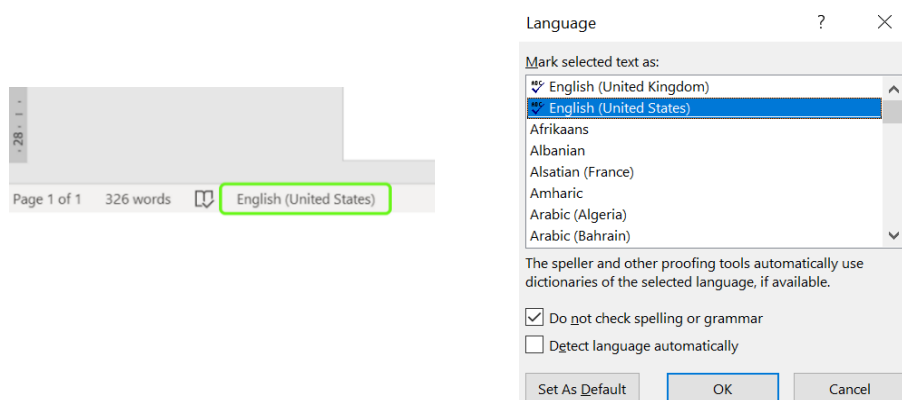 28
Page 1 of 1 326 words English (United States)
Language ?
Mark selected text as:
English (United Kingdom)
English (United States)
Afrikaans
Albanian
Alsatian (France)
Amharic
Arabic (Algeria)
Arabic (Bahrain)
The speller and other proofing tools automatically use
dictionaries of the selected language, if available.
Do not check spelling or grammar
Detect language automatically
Set As Default OK Cancel